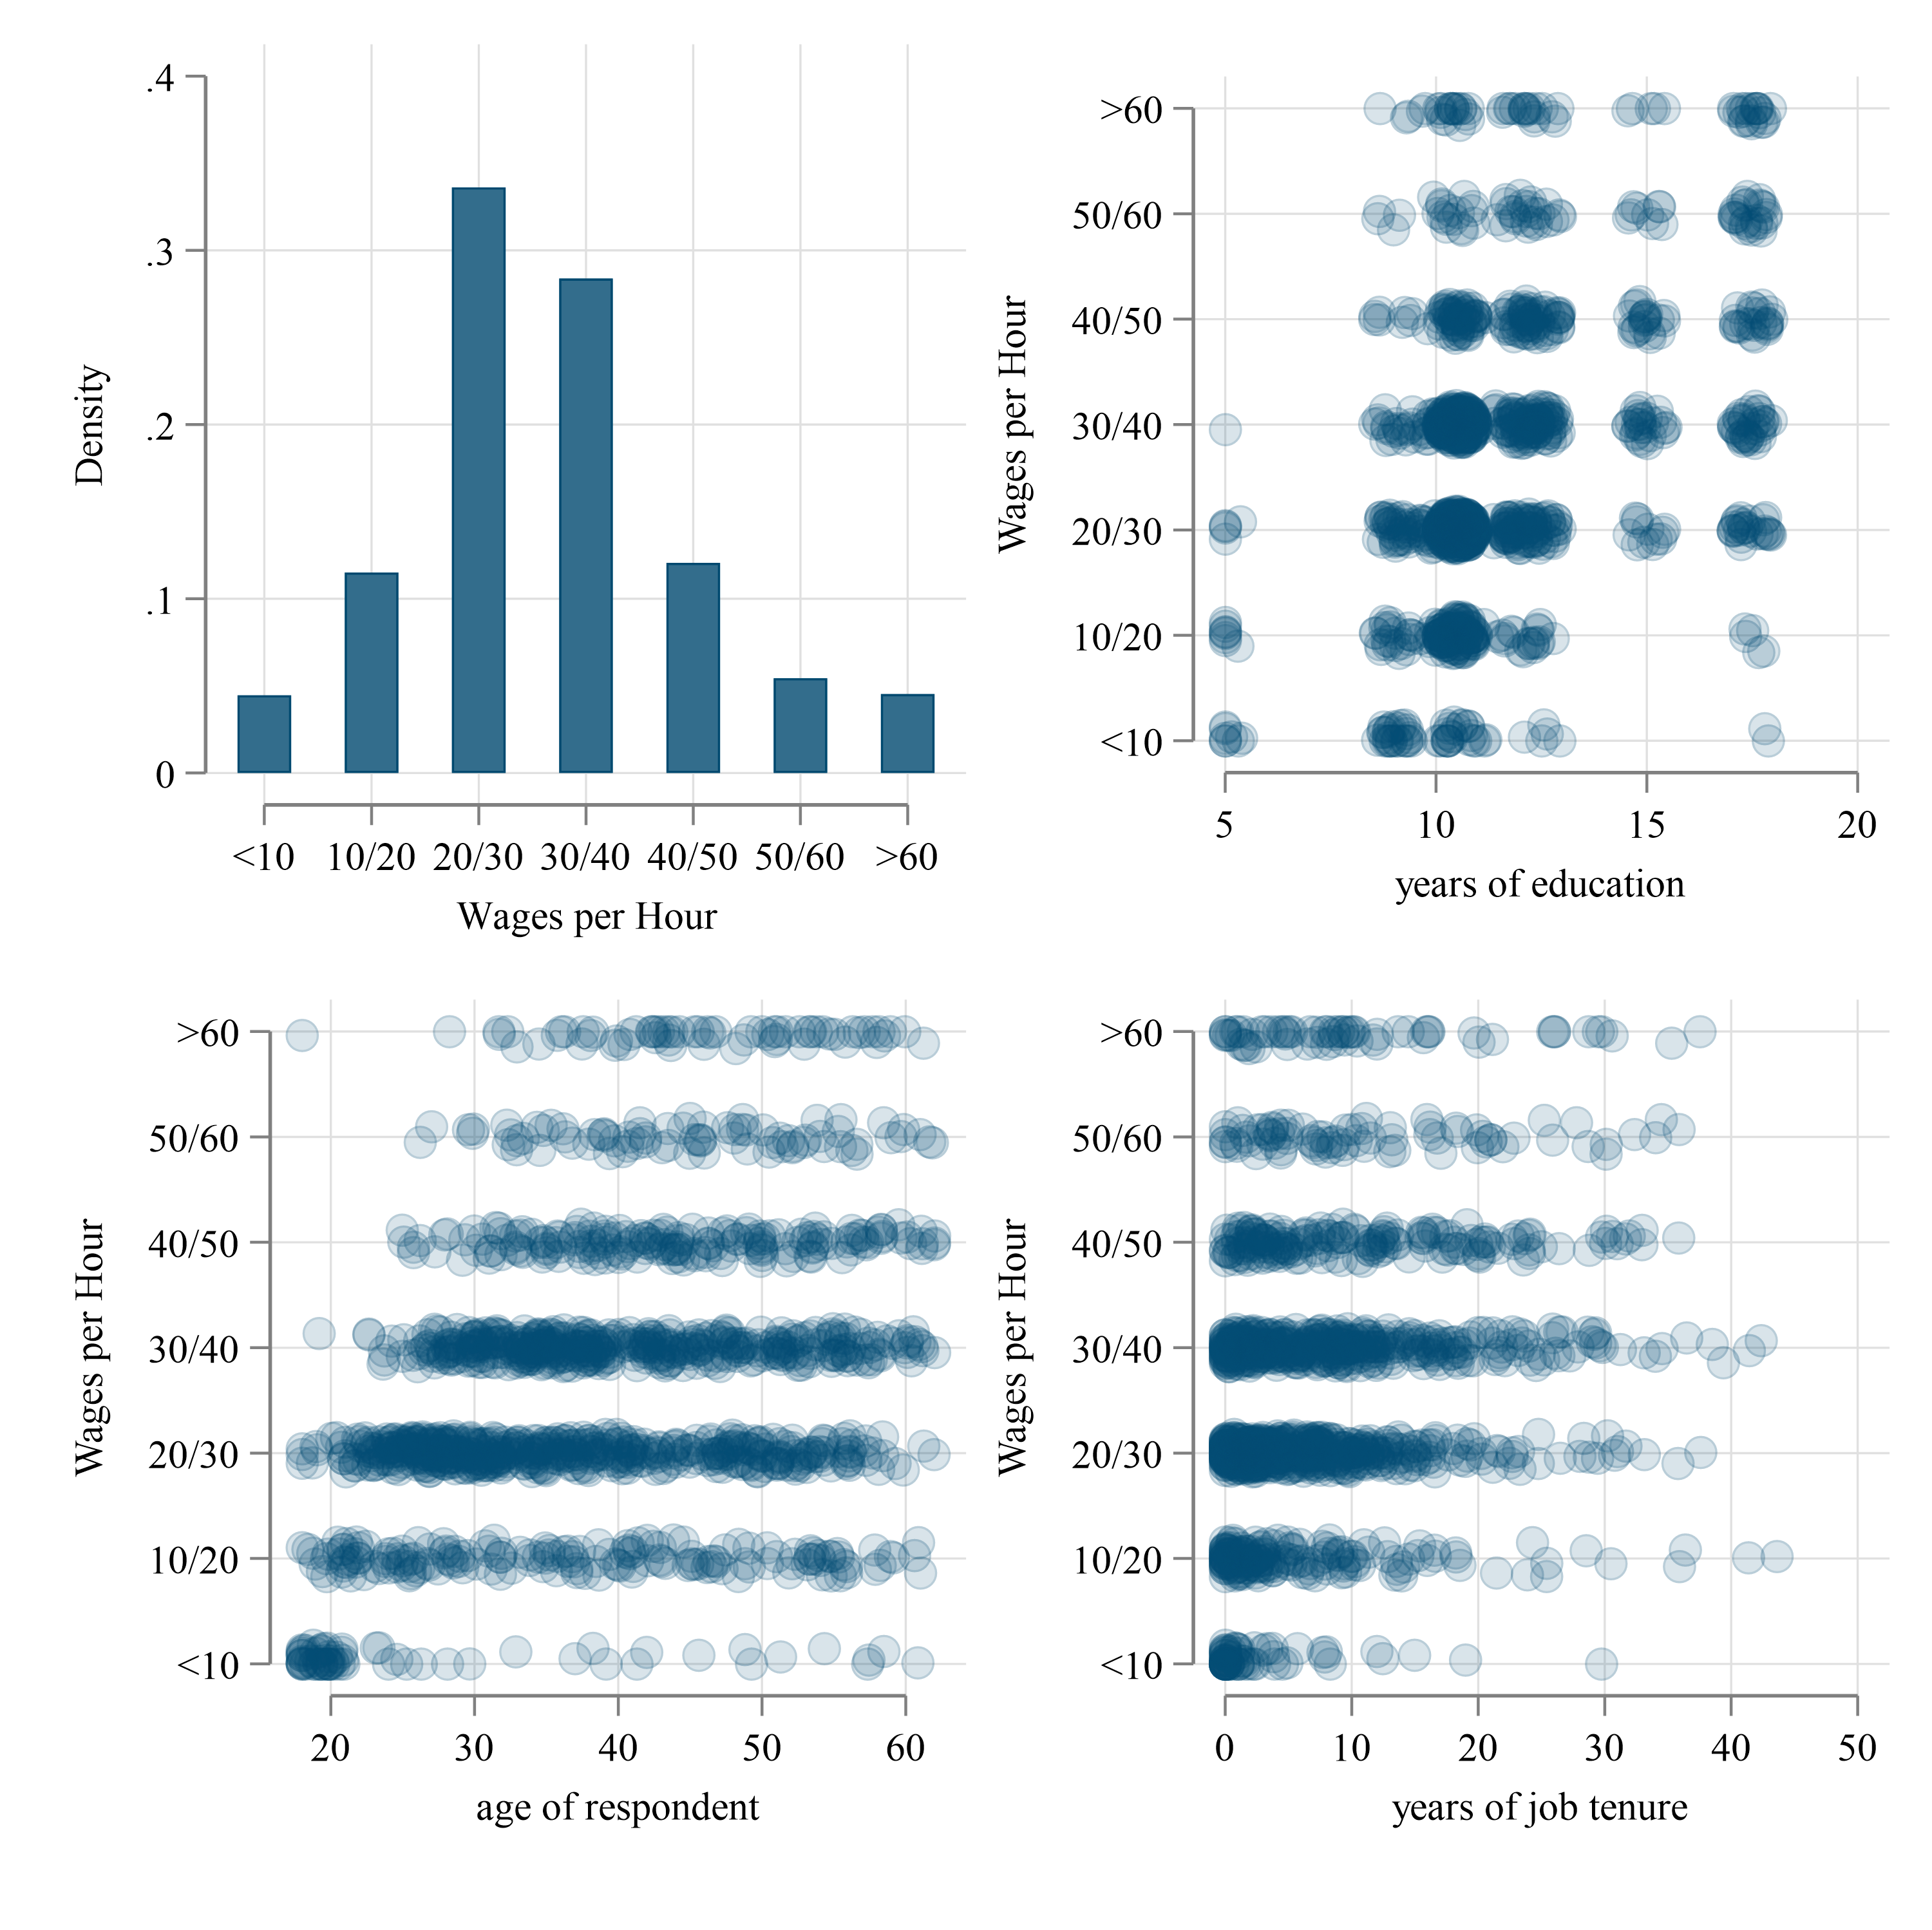 .4
.3
.2
.1
0
Density
<10 10/20 20/30 30/40 40/50 50/60 >60
Wages per Hour
>60
50/60
40/50
30/40
20/30
10/20
<10
Wages per Hour
5 10 15 20
years of education
>60
50/60
40/50
30/40
20/30
10/20
<10
Wages per Hour
20 30 40 50 60
age of respondent
>60
50/60
40/50
30/40
20/30
10/20
<10
Wages per Hour
0 10 20 30 40 50
years of job tenure